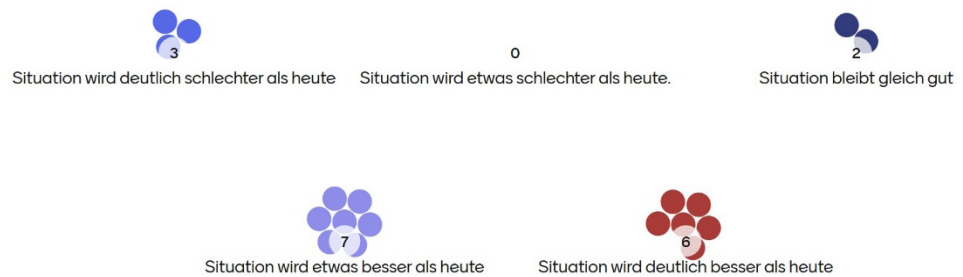 3
Situation wird deutlich schlechter als heute
0
Situation wird etwas schlechter als heute.
2
Situation bleibt gleich gut
7
Situation wird etwas besser als heute
6
Situation wird deutlich besser als heute